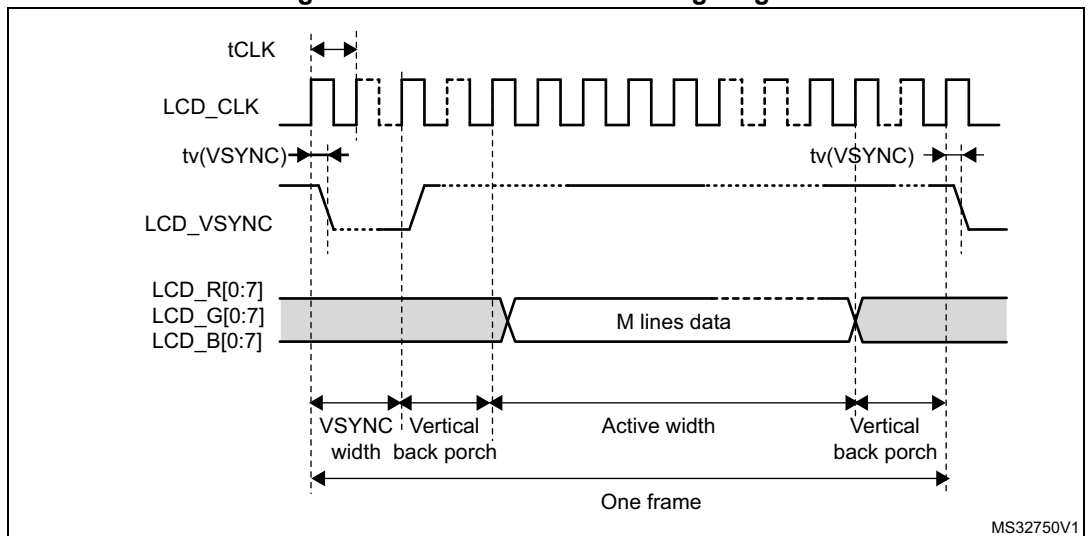 tCLK
LCD_CLK
tv(VSYNC)
tv(VSYNC)
LCD_VSYNC
LCD_R[0:7]
LCD_G[0:7]
LCD_B[0:7]
M lines data
VSYNC width
Vertical back porch
Active width
Vertical back porch
One frame
MS32750V1